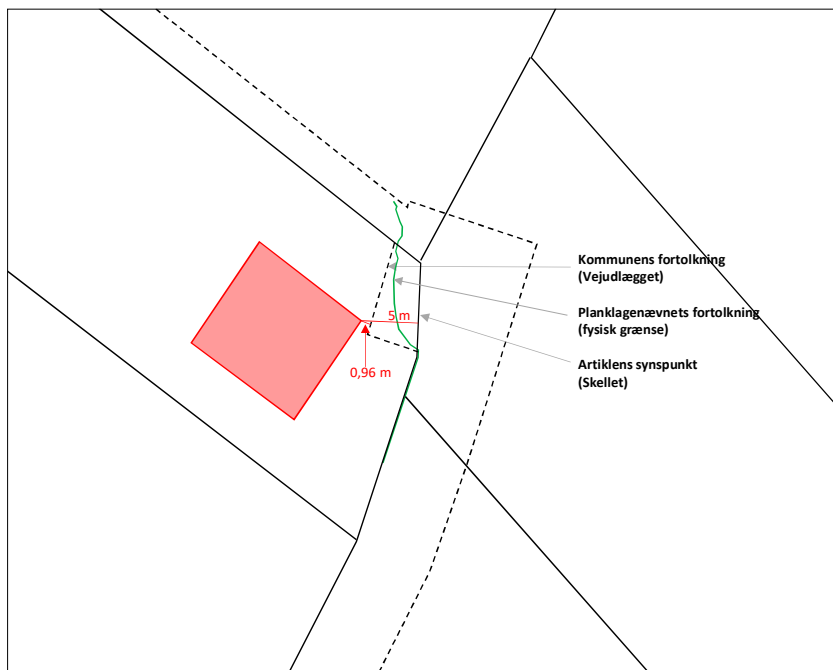 Kommunens fortolkning
(Vejudlægget)
Planklagenævnets fortolkning
(fysisk grænse)
5 m
Artiklens synspunkt
(Skellet)
0,96 m